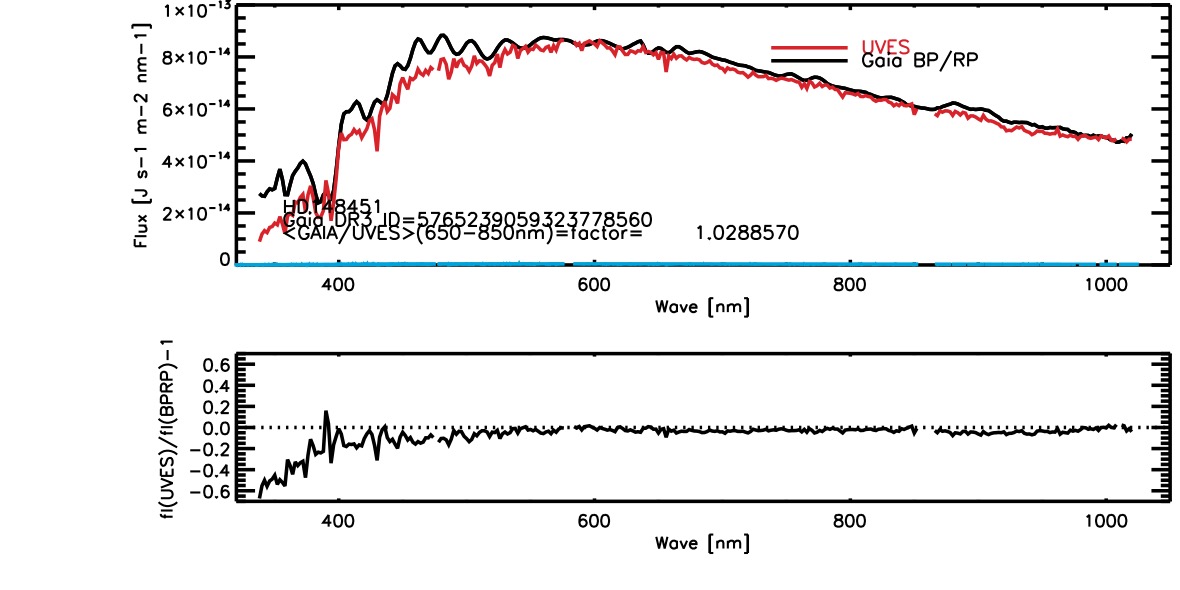 1×10−13
8×10−14
6×10−14
4×10−14
2×10−14
0
Flux [J s−1 m−2 nm−1]
UVES
Gaia BP/RP
HD 48451
Gaia DR3 ID=5765239059323778560
<GAIA/UVES>(650−850nm)=factor= 1.0288570
400 600 800 1000
Wave [nm]
0.6
0.4
0.2
0.0
−0.2
−0.4
−0.6
fl(UVES)/fl(BPRP)−1
400 600 800 1000
Wave [nm]